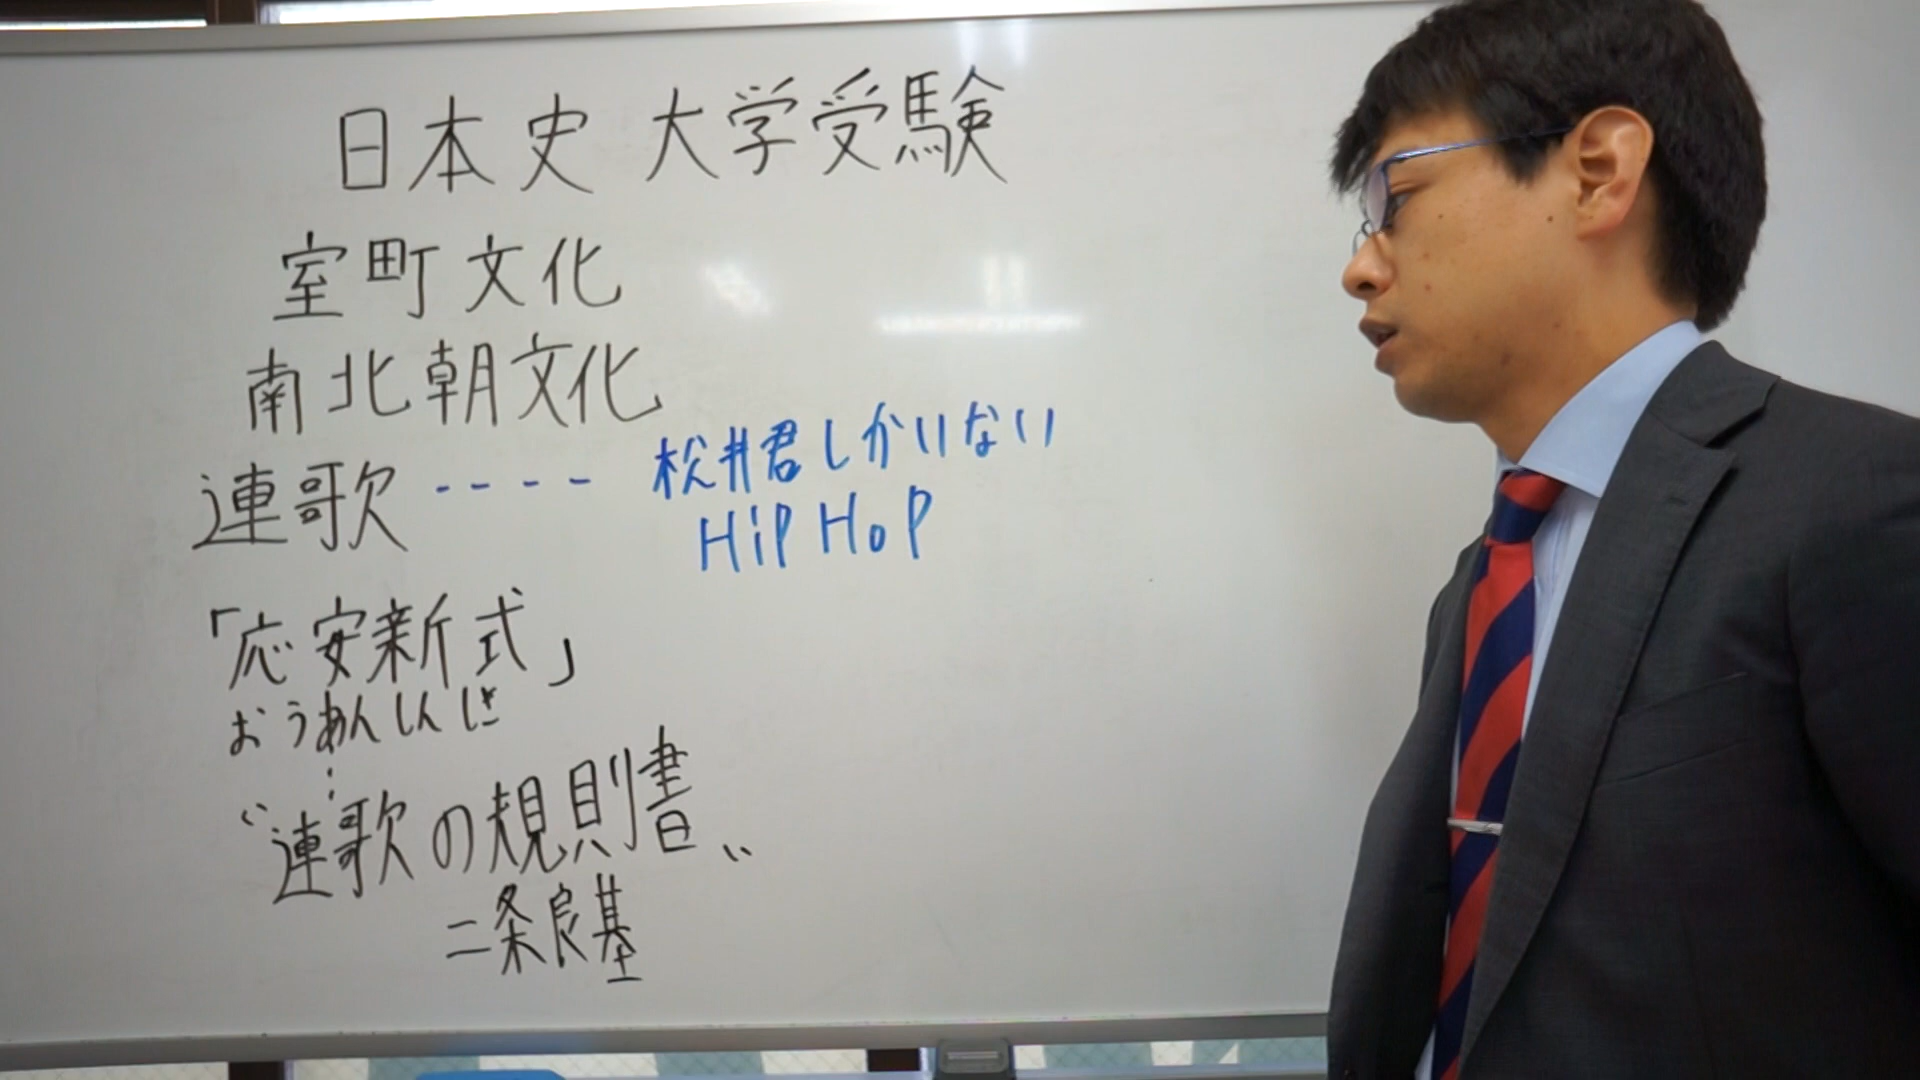 日本史 大学受験
室町文化
南北朝文化
連歌 ---- 松井君しかいない
HiP HoP
「応安新式」
おうあんしんしき
:
"連歌の規則書"
二条良基